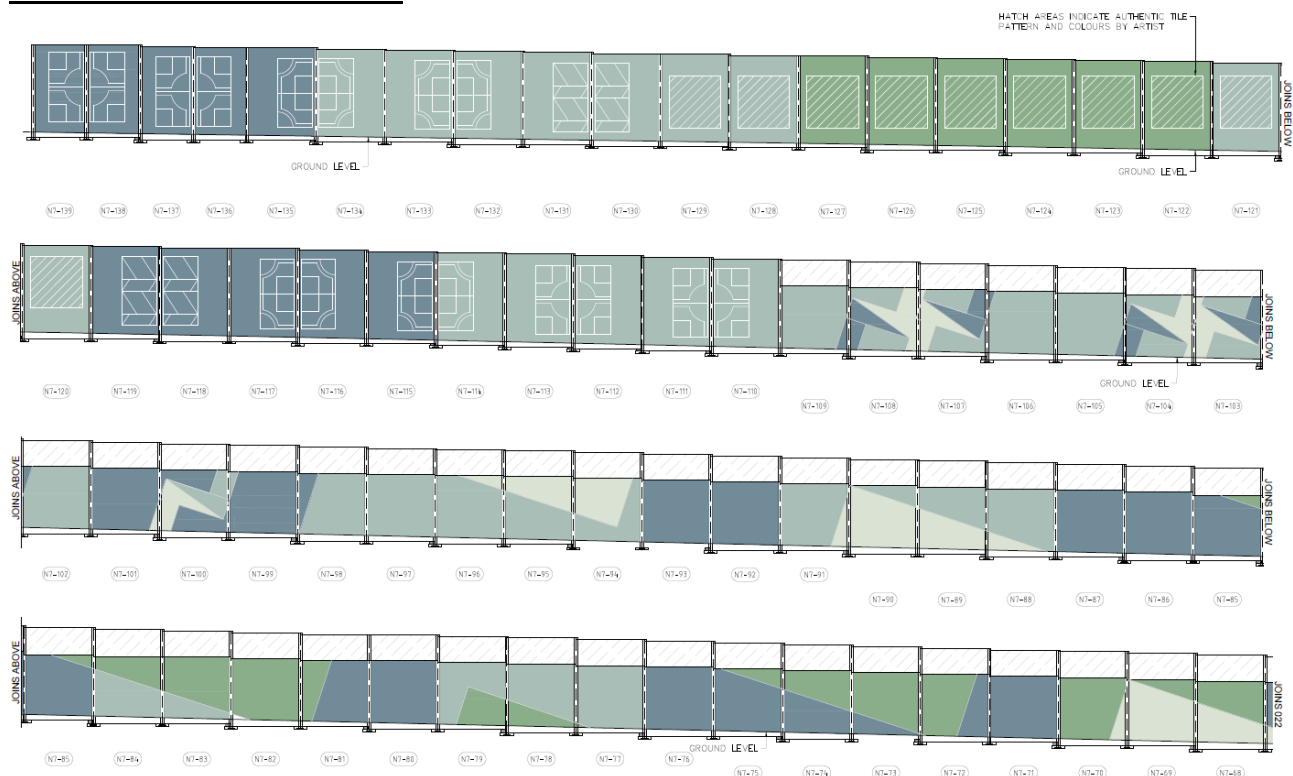 HATCH AREAS INDICATE AUTHENTIC TILE
PATTERN AND COLOURS BY ARTIST
JOINS BELOW
GROUND LEVEL
GROUND LEVEL
N7-139 N7-138 N7-137 N7-136 N7-135 N7-134 N7-133 N7-132 N7-131 N7-130 N7-129 N7-128 N7-127 N7-126 N7-125 N7-124 N7-123 N7-122 N7-121
JOINS ABOVE
JOINS BELOW
GROUND LEVEL
N7-120 N7-119 N7-118 N7-117 N7-116 N7-115 N7-114 N7-113 N7-112 N7-111 N7-110 N7-109 N7-108 N7-107 N7-106 N7-105 N7-104 N7-103
JOINS ABOVE
JOINS BELOW
N7-102 N7-101 N7-100 N7-99 N7-98 N7-97 N7-96 N7-95 N7-94 N7-93 N7-92 N7-91 N7-90 N7-89 N7-88 N7-87 N7-86 N7-85
JOINS ABOVE
JOINS 022
GROUND LEVEL
N7-85 N7-84 N7-83 N7-82 N7-81 N7-80 N7-79 N7-78 N7-77 N7-76 N7-75 N7-74 N7-73 N7-72 N7-71 N7-70 N7-69 N7-68